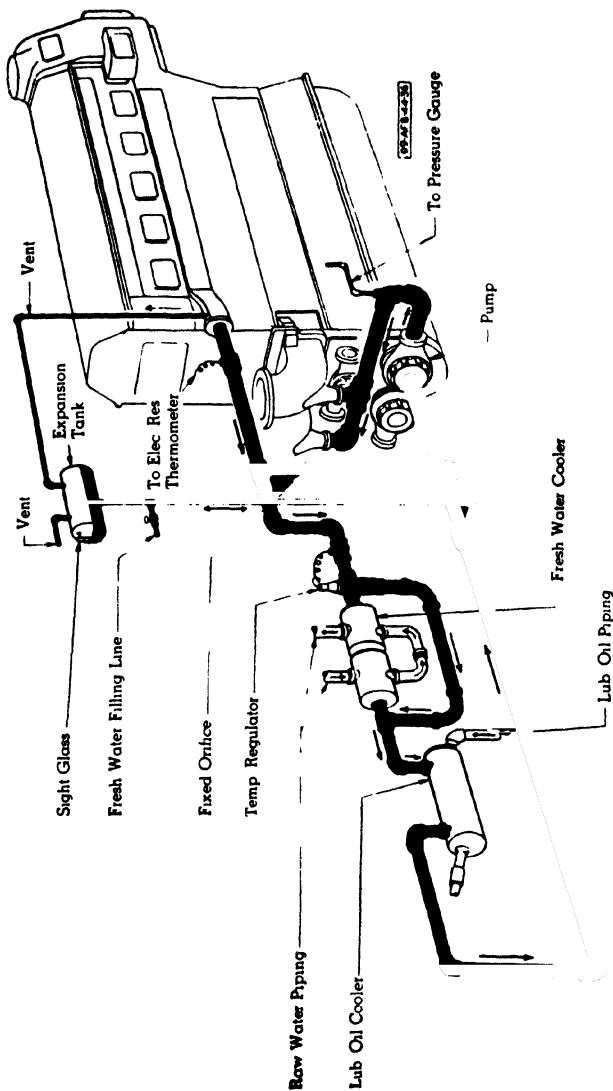 Vent
Expansion
Tank
Vent
To Elec Res
Thermometer
Sight Glass
Fresh Water Filling Line
Fixed Orifice
Temp Regulator
Raw Water Piping
Lub Oil Cooler
Lub Oil Piping
Fresh Water Cooler
Pump
To Pressure Gauge